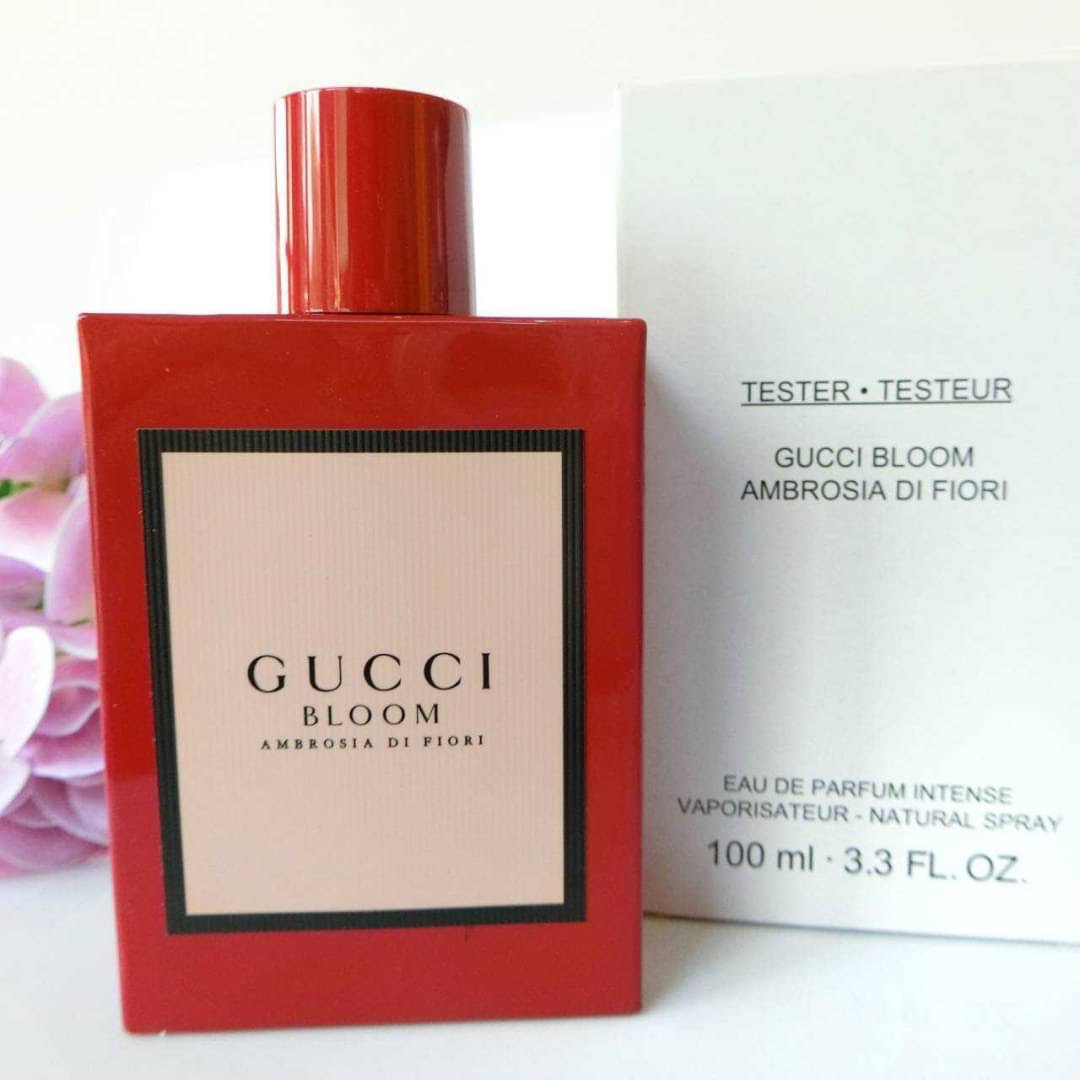 GUCCI
BLOOM
AMBROSIA DI FIORI
TESTER • TESTEUR
GUCCI BLOOM
AMBROSIA DI FIORI
EAU DE PARFUM INTENSE
VAPORISATEUR - NATURAL SPRAY
100 ml · 3.3 FL. OZ.